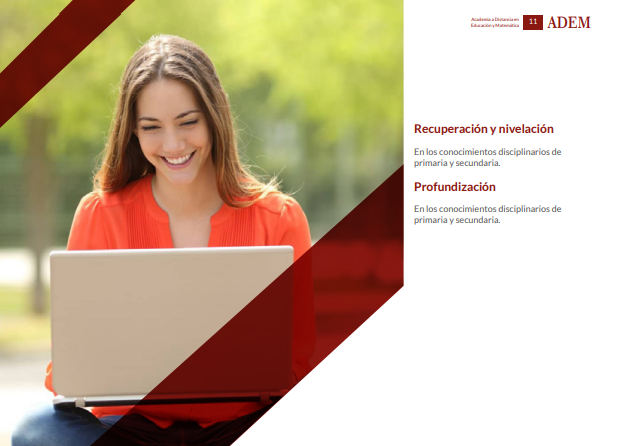 Academia a Distancia en
Educación y Matemática
11
ADEM
Recuperación y nivelación
En los conocimientos disciplinarios de
primaria y secundaria.
Profundización
En los conocimientos disciplinarios de
primaria y secundaria.